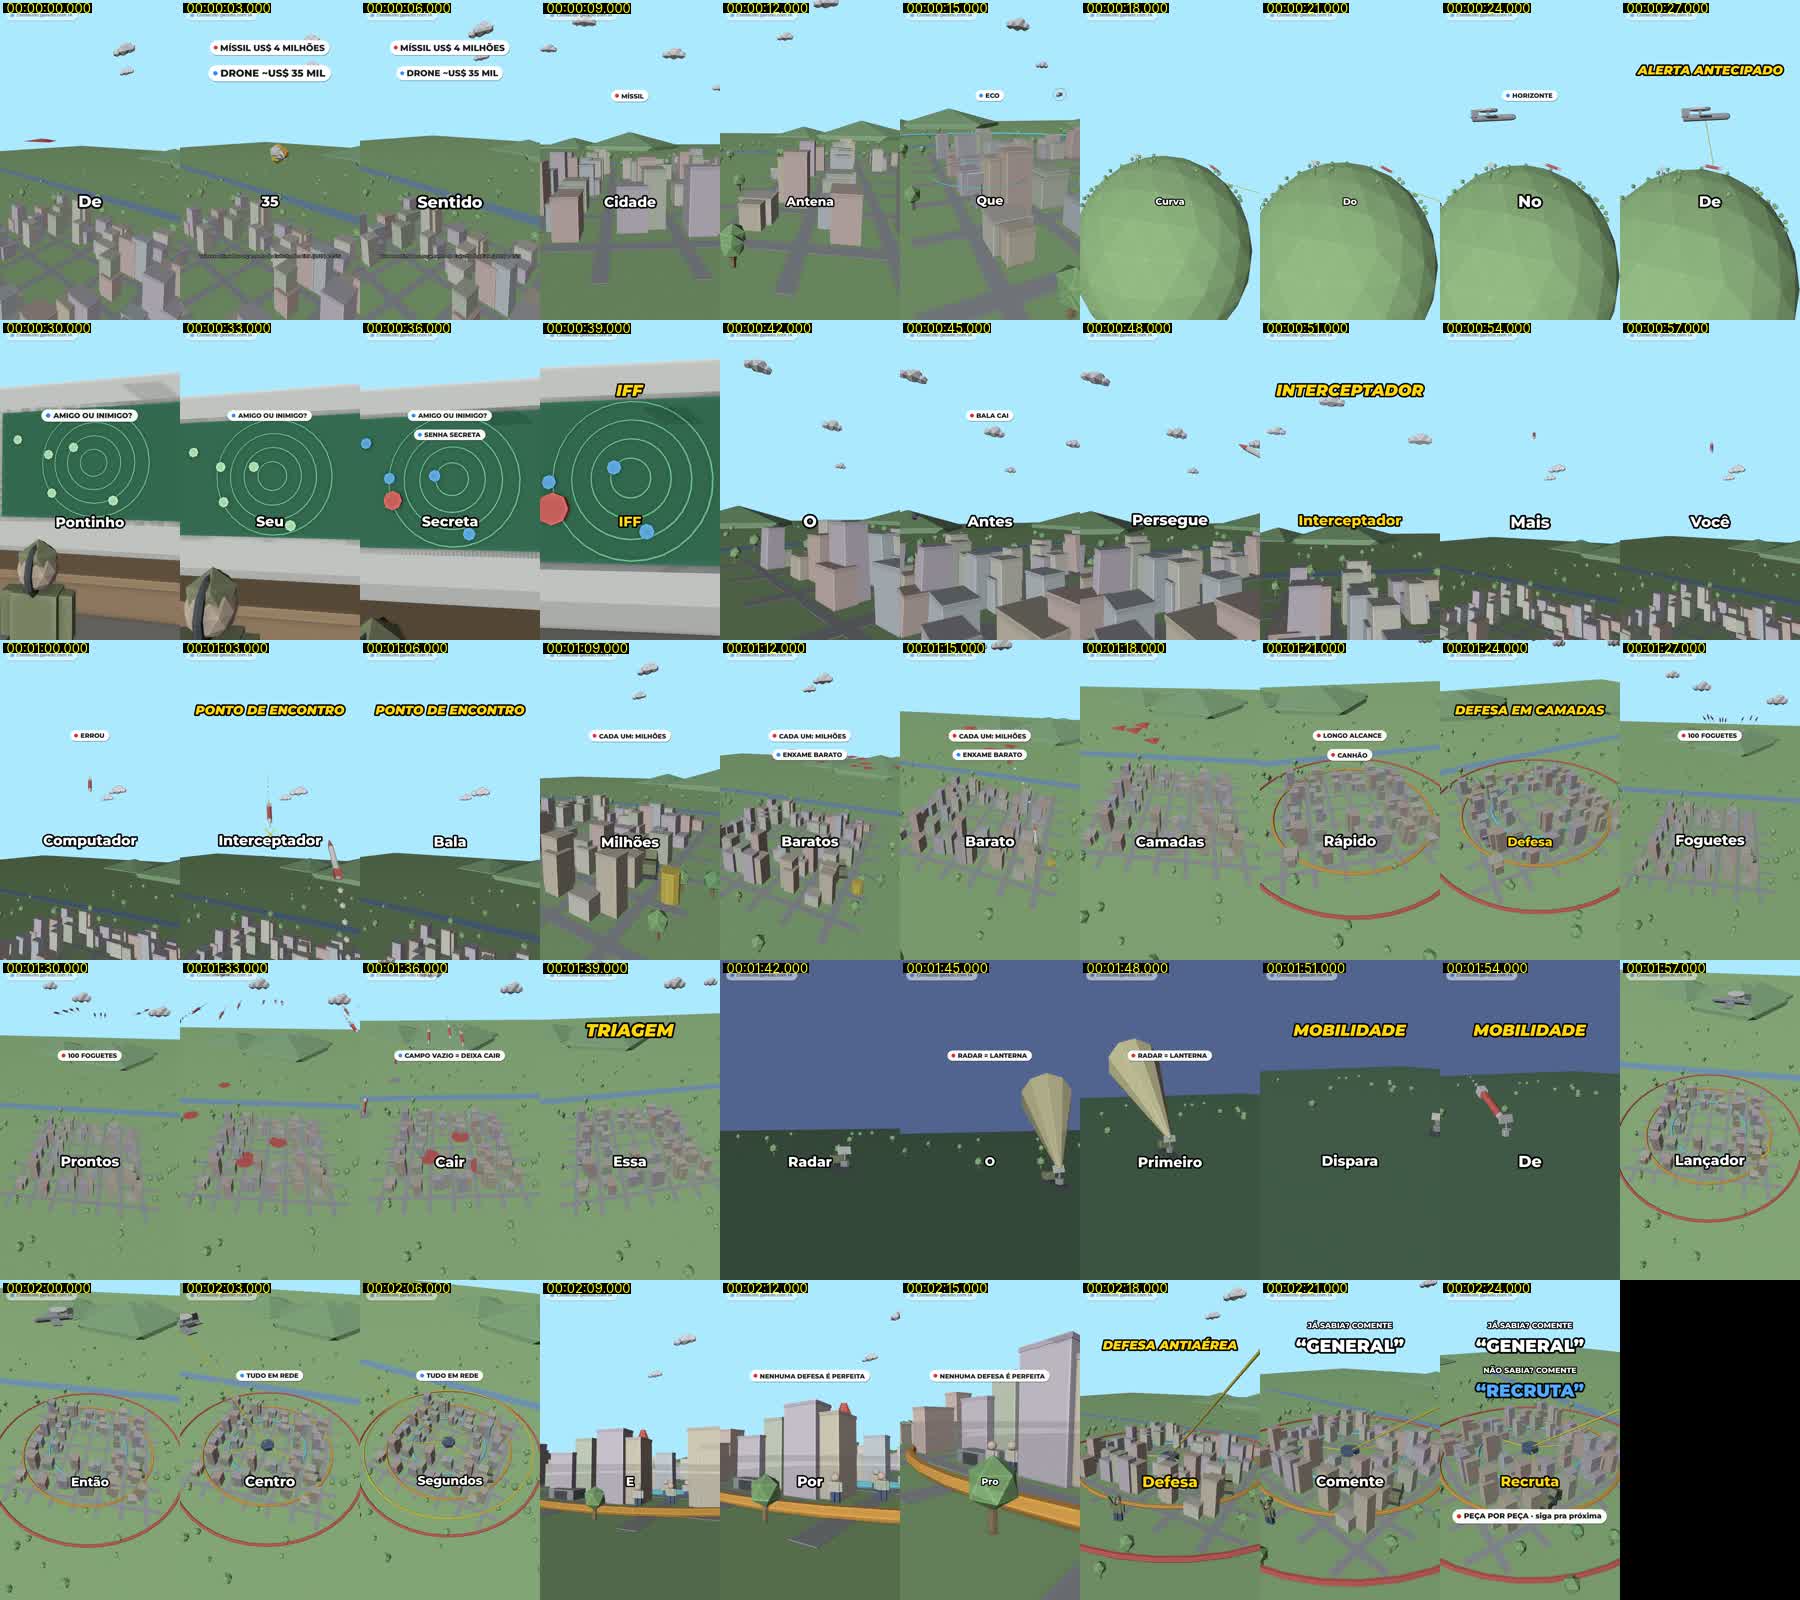 00:00:00.000
De
00:00:03.000
MÍSSIL US$ 4 MILHÕES
DRONE ~US$ 35 MIL
35
00:00:06.000
MÍSSIL US$ 4 MILHÕES
DRONE ~US$ 35 MIL
Sentido
00:00:09.000
MÍSSIL
Cidade
00:00:12.000
Antena
00:00:15.000
ECO
Que
00:00:18.000
Curva
00:00:21.000
Do
00:00:24.000
HORIZONTE
No
00:00:27.000
ALERTA ANTECIPADO
De
00:00:30.000
AMIGO OU INIMIGO?
Pontinho
00:00:33.000
AMIGO OU INIMIGO?
Seu
00:00:36.000
AMIGO OU INIMIGO?
SENHA SECRETA
Secreta
00:00:39.000
IFF
IFF
00:00:42.000
O
00:00:45.000
BALA CAI
Antes
00:00:48.000
Persegue
00:00:51.000
INTERCEPTADOR
Interceptador
00:00:54.000
Mais
00:00:57.000
Você
00:01:00.000
ERROU
Computador
00:01:03.000
PONTO DE ENCONTRO
Interceptador
00:01:06.000
PONTO DE ENCONTRO
Bala
00:01:09.000
CADA UM: MILHÕES
Milhões
00:01:12.000
CADA UM: MILHÕES
ENXAME BARATO
Baratos
00:01:15.000
CADA UM: MILHÕES
ENXAME BARATO
Barato
00:01:18.000
Camadas
00:01:21.000
LONGO ALCANCE
CANHÃO
Rápido
00:01:24.000
DEFESA EM CAMADAS
Defesa
00:01:27.000
100 FOGUETES
Foguetes
00:01:30.000
100 FOGUETES
Prontos
00:01:33.000
00:01:36.000
CAMPO VAZIO = DEIXA CAIR
Cair
00:01:39.000
TRIAGEM
Essa
00:01:42.000
Radar
00:01:45.000
RADAR = LANTERNA
O
00:01:48.000
RADAR = LANTERNA
Primeiro
00:01:51.000
MOBILIDADE
Dispara
00:01:54.000
MOBILIDADE
De
00:01:57.000
Lançador
00:02:00.000
Então
00:02:03.000
TUDO EM REDE
Centro
00:02:06.000
TUDO EM REDE
Segundos
00:02:09.000
E
00:02:12.000
NENHUMA DEFESA É PERFEITA
Por
00:02:15.000
NENHUMA DEFESA É PERFEITA
Pro
00:02:18.000
DEFESA ANTIAÉREA
Defesa
00:02:21.000
JÁ SABIA? COMENTE
“GENERAL”
Comente
00:02:24.000
JÁ SABIA? COMENTE
“GENERAL”
NÃO SABIA? COMENTE
“RECRUTA”
Recruta
PEÇA POR PEÇA · siga pra próxima